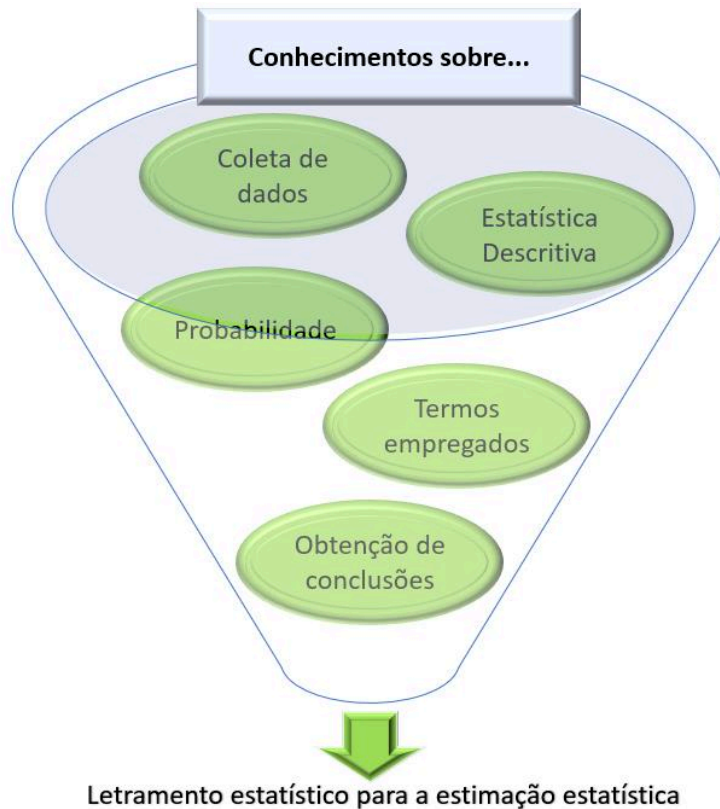 Conhecimentos sobre...
Coleta de
dados
Estatística
Descritiva
Probabilidade
Termos
empregados
Obtenção de
conclusões
Letramento estatístico para a estimação estatística